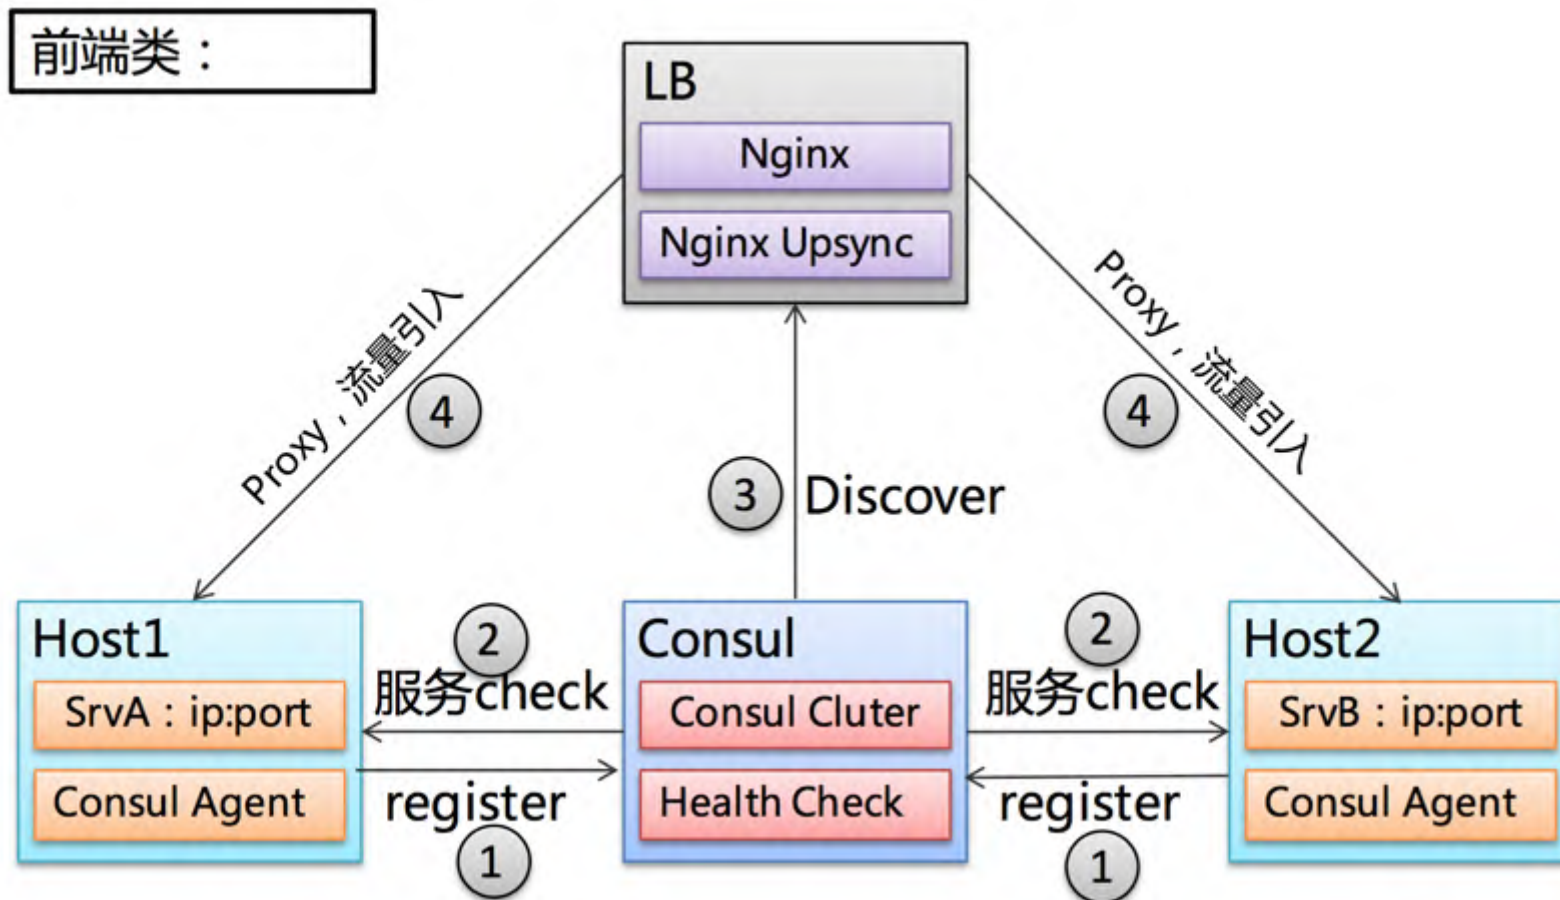 前端类：
LB
Nginx
Nginx Upsync
Proxy，流量引入
4
Proxy，流量引入
4
3
Discover
Host1
SrvA：ip:port
Consul Agent
2
服务check
register
1
Consul
Consul Cluter
Health Check
2
服务check
register
1
Host2
SrvB：ip:port
Consul Agent